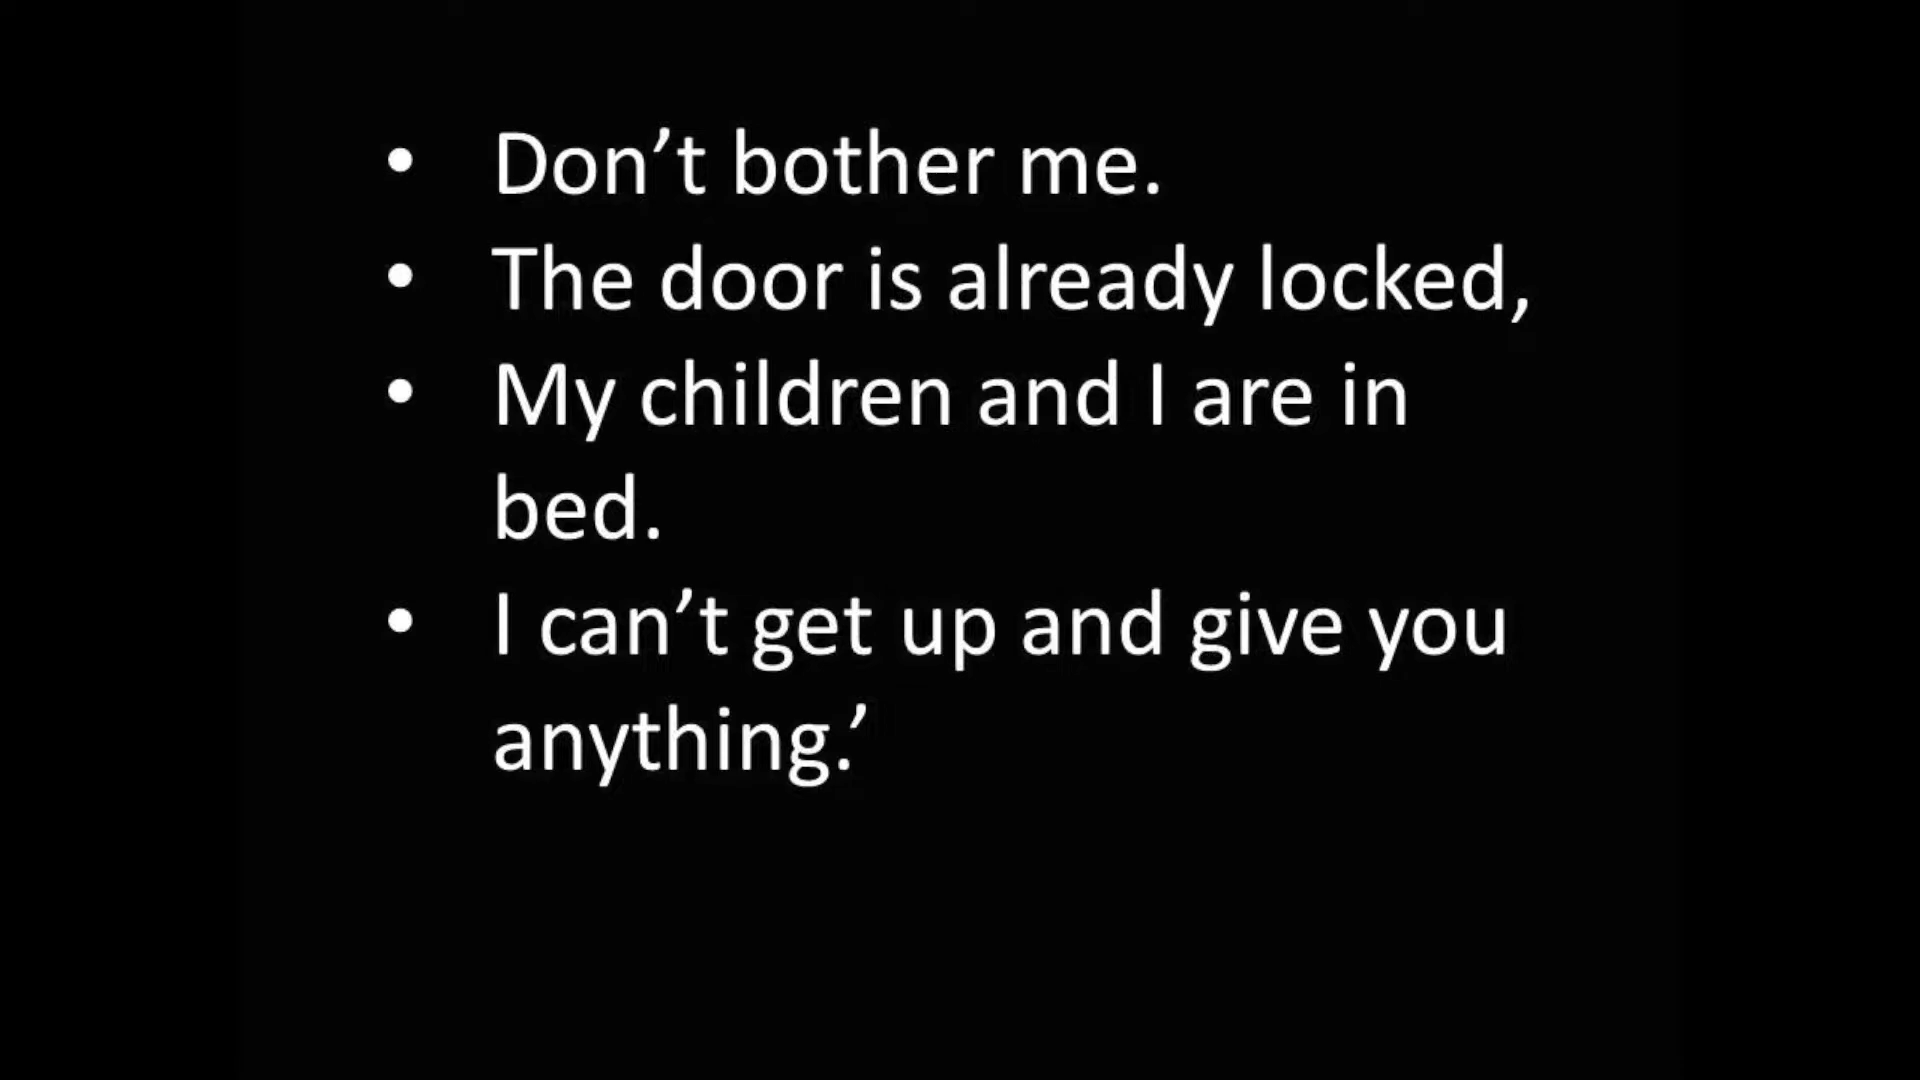 • Don’t bother me.
• The door is already locked,
• My children and I are in
bed.
• I can’t get up and give you
anything.’